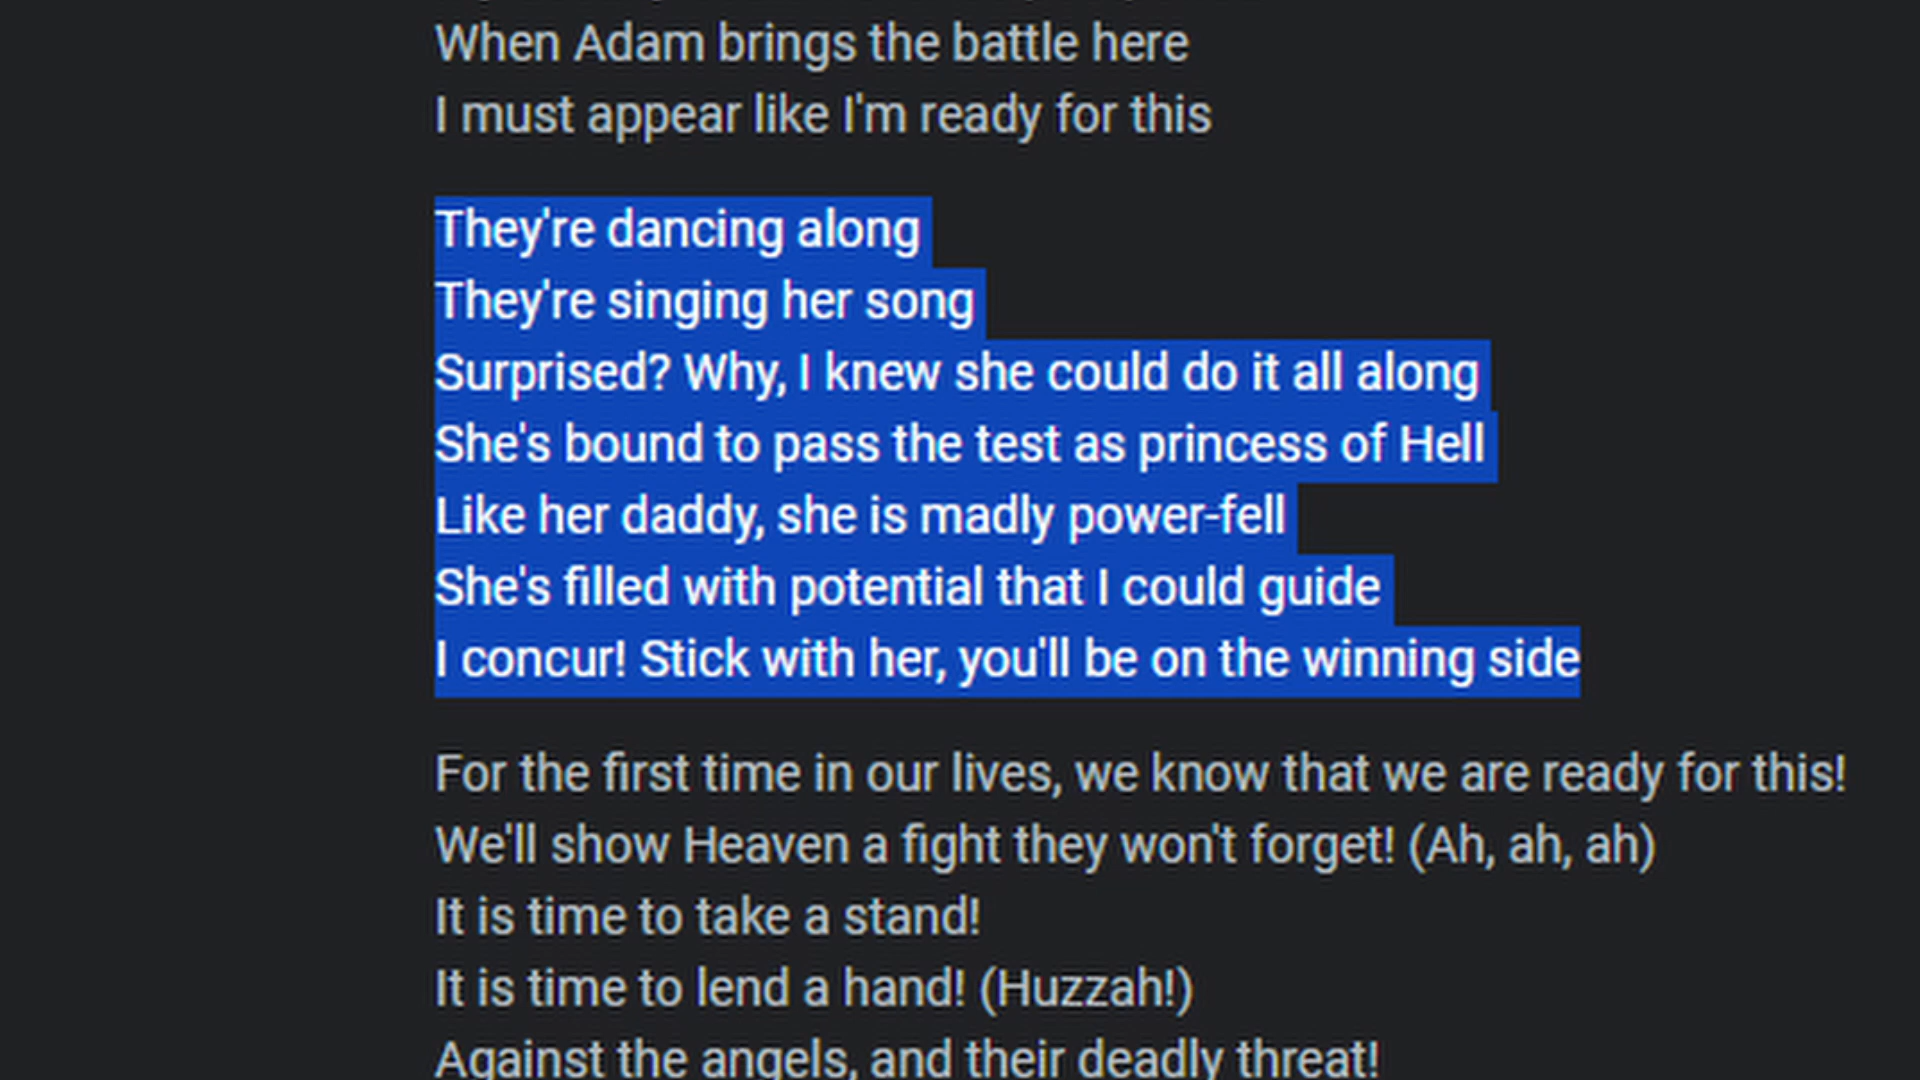 When Adam brings the battle here
I must appear like I'm ready for this
They're dancing along
They're singing her song
Surprised? Why, I knew she could do it all along
She's bound to pass the test as princess of Hell
Like her daddy, she is madly power-fell
She's filled with potential that I could guide
I concur! Stick with her, you'll be on the winning side
For the first time in our lives, we know that we are ready for this!
We'll show Heaven a fight they won't forget! (Ah, ah, ah)
It is time to take a stand!
It is time to lend a hand! (Huzzah!)
Against the angels, and their deadly threat!